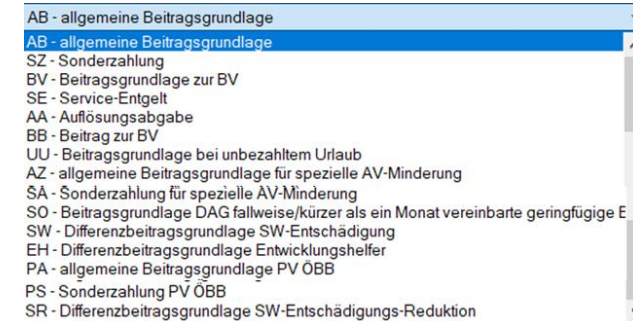 AB - allgemeine Beitragsgrundlage
AB - allgemeine Beitragsgrundlage
SZ - Sonderzahlung
BV - Beitragsgrundlage zur BV
SE - Service-Entgelt
AA - Auflösungsabgabe
BB - Beitrag zur BV
UU - Beitragsgrundlage bei unbezahltem Urlaub
AZ - allgemeine Beitragsgrundlage für spezielle AV-Minderung
SA - Sonderzahlung für spezielle AV-Minderung
SO - Beitragsgrundlage DAG fallweise/kürzer als ein Monat vereinbarte geringfügige E
SW - Differenzbeitragsgrundlage SW-Entschädigung
EH - Differenzbeitragsgrundlage Entwicklungshelfer
PA - allgemeine Beitragsgrundlage PV ÖBB
PS - Sonderzahlung PV ÖBB
SR - Differenzbeitragsgrundlage SW-Entschädigungs-Reduktion